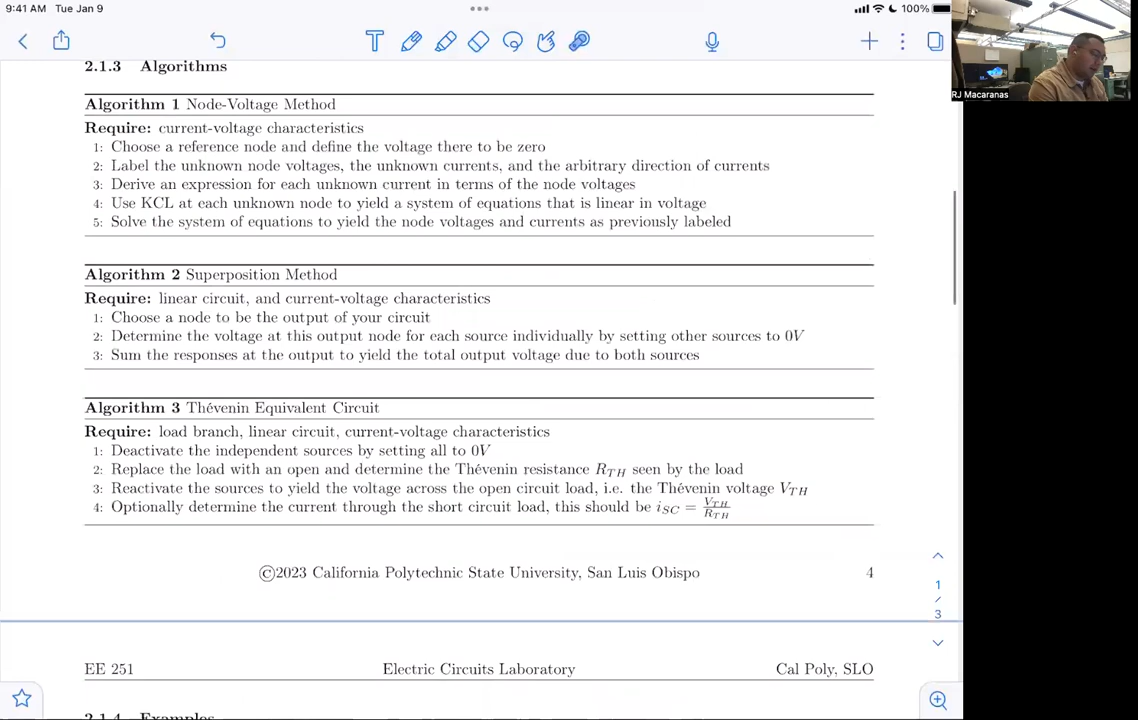 9:41 AM Tue Jan 9
100%
RJ Macaranas
2.1.3 Algorithms
Algorithm 1 Node-Voltage Method
Require: current-voltage characteristics
1: Choose a reference node and define the voltage there to be zero
2: Label the unknown node voltages, the unknown currents, and the arbitrary direction of currents
3: Derive an expression for each unknown current in terms of the node voltages
4: Use KCL at each unknown node to yield a system of equations that is linear in voltage
5: Solve the system of equations to yield the node voltages and currents as previously labeled
Algorithm 2 Superposition Method
Require: linear circuit, and current-voltage characteristics
1: Choose a node to be the output of your circuit
2: Determine the voltage at this output node for each source individually by setting other sources to 0V
3: Sum the responses at the output to yield the total output voltage due to both sources
Algorithm 3 Thévenin Equivalent Circuit
Require: load branch, linear circuit, current-voltage characteristics
1: Deactivate the independent sources by setting all to 0V
2: Replace the load with an open and determine the Thévenin resistance R_TH seen by the load
3: Reactivate the sources to yield the voltage across the open circuit load, i.e. the Thévenin voltage V_TH
4: Optionally determine the current through the short circuit load, this should be i_SC = V_TH/R_TH
©2023 California Polytechnic State University, San Luis Obispo 4
1
/
3
EE 251 Electric Circuits Laboratory Cal Poly, SLO
2.1.4 Examples